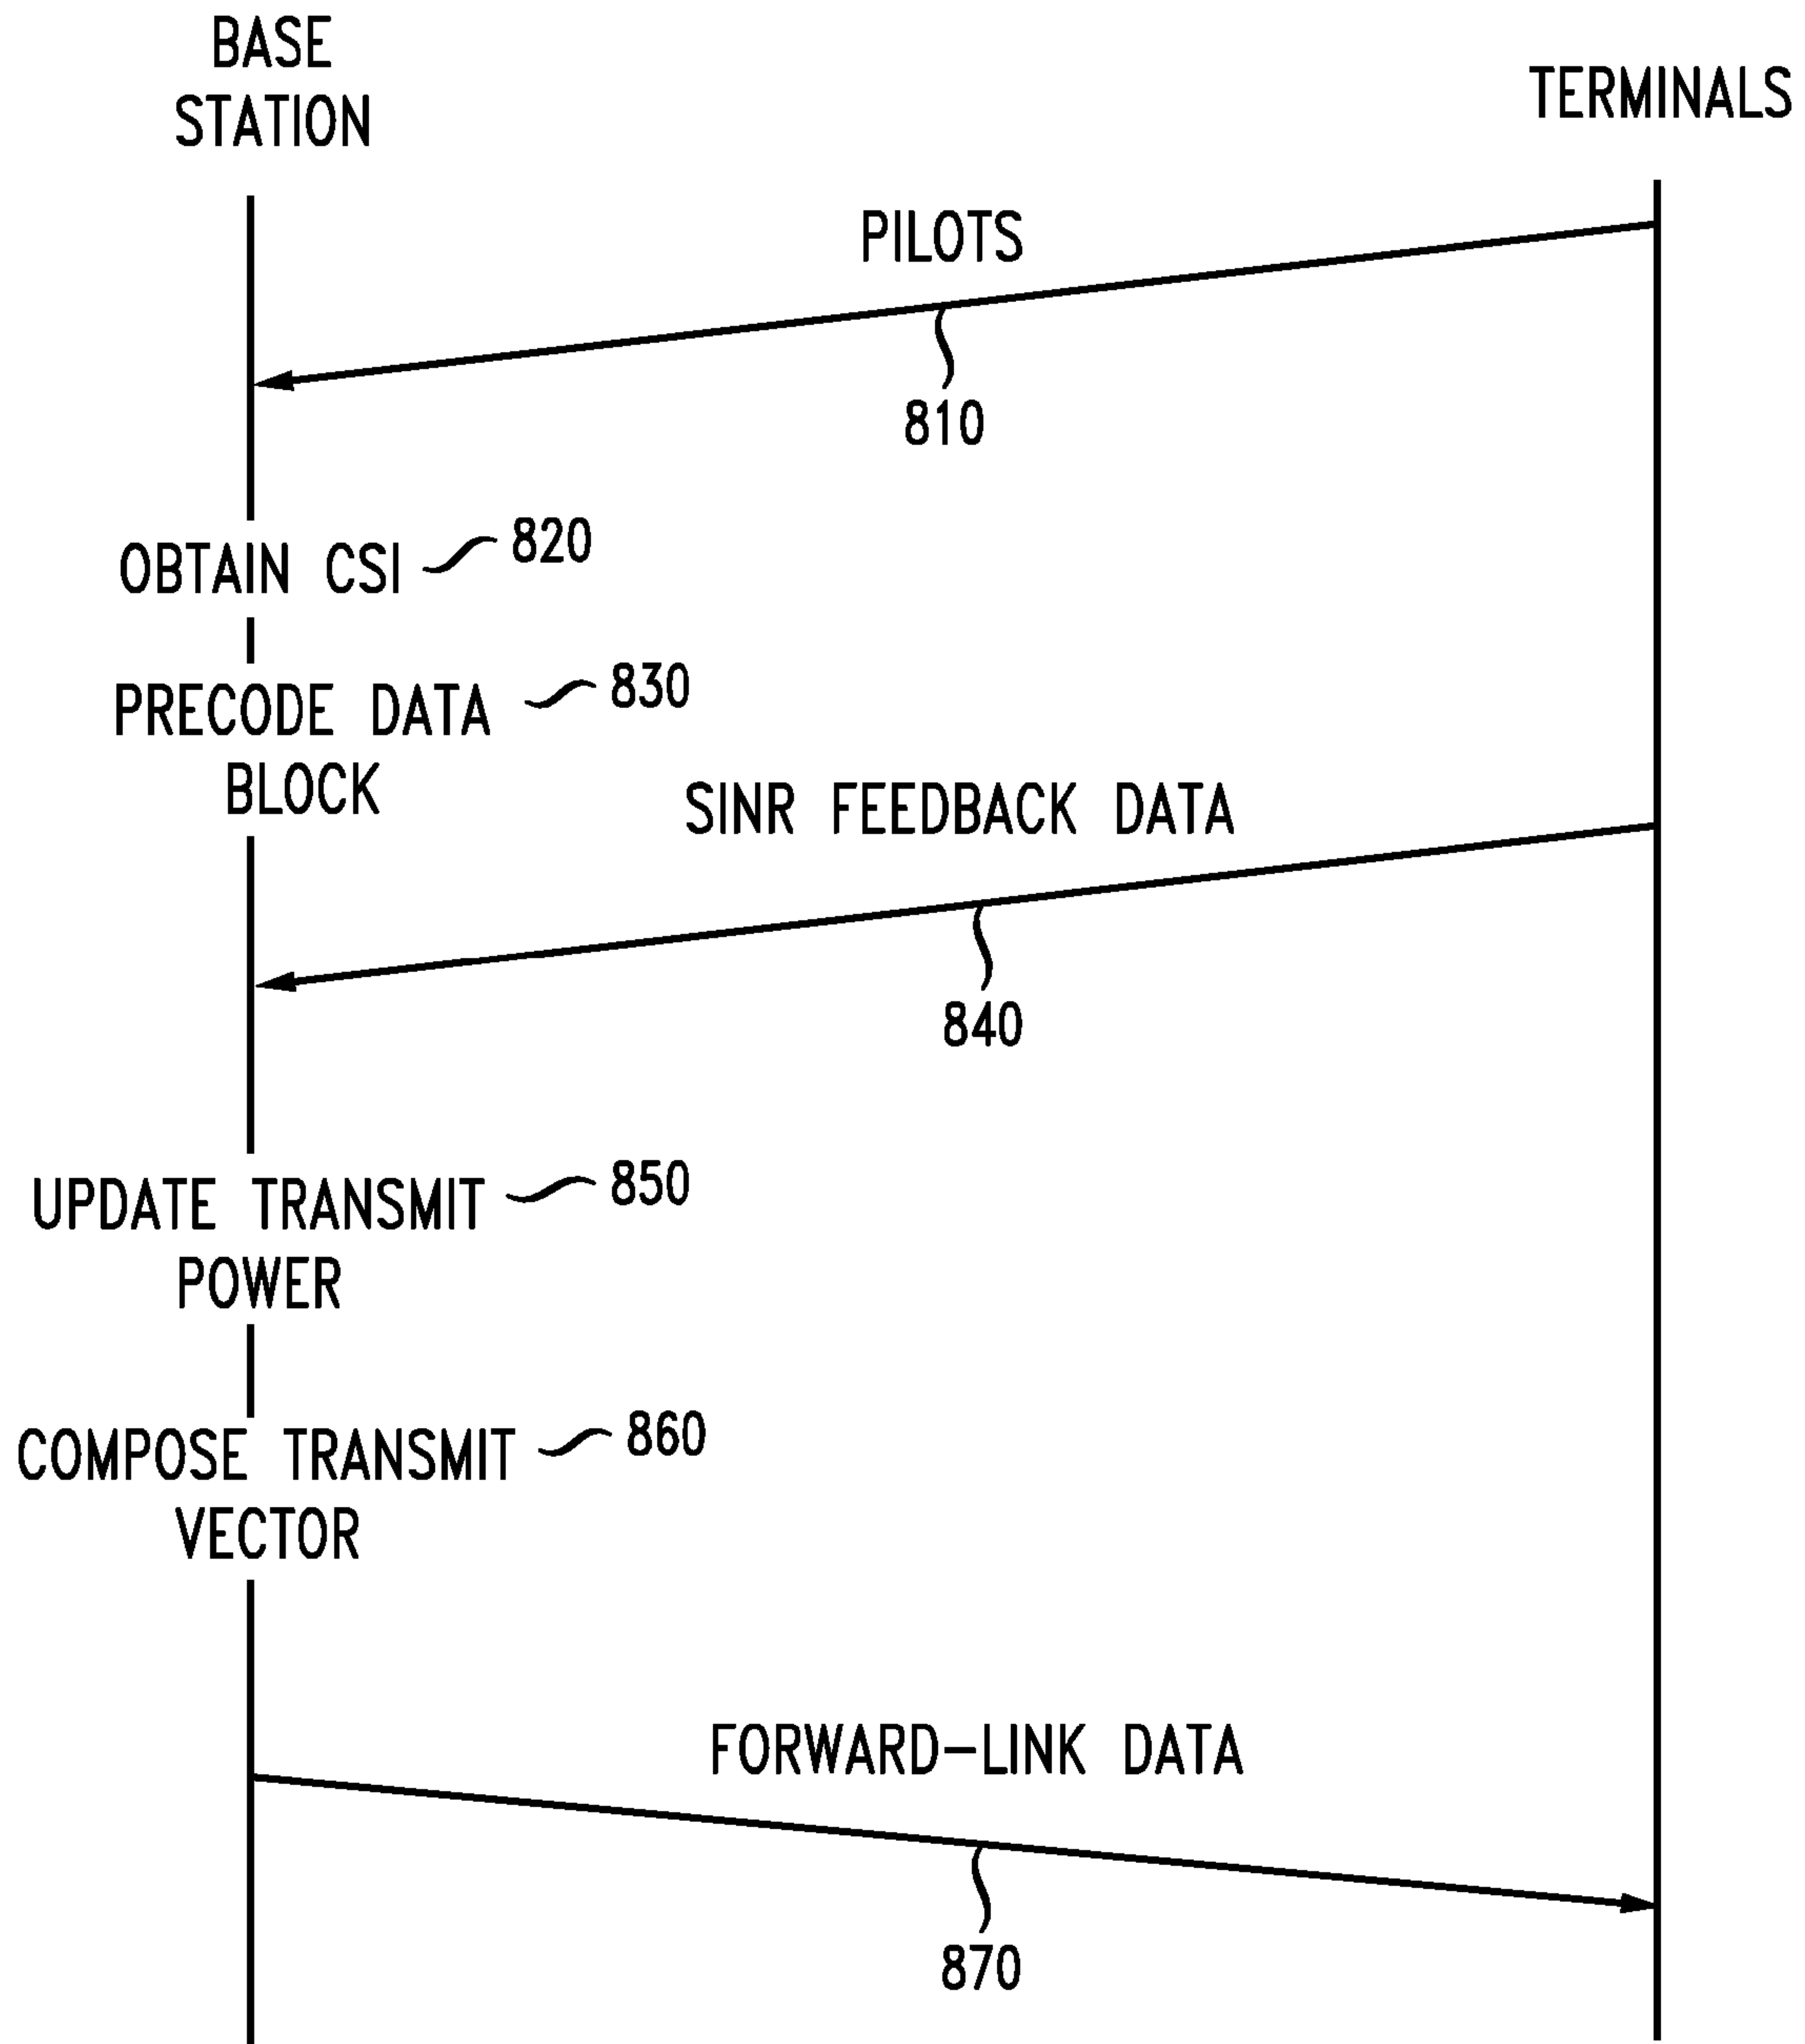 BASE
STATION
TERMINALS
PILOTS
810
OBTAIN CSI
820
PRECODE DATA
BLOCK
830
SINR FEEDBACK DATA
840
UPDATE TRANSMIT
POWER
850
COMPOSE TRANSMIT
VECTOR
860
FORWARD-LINK DATA
870